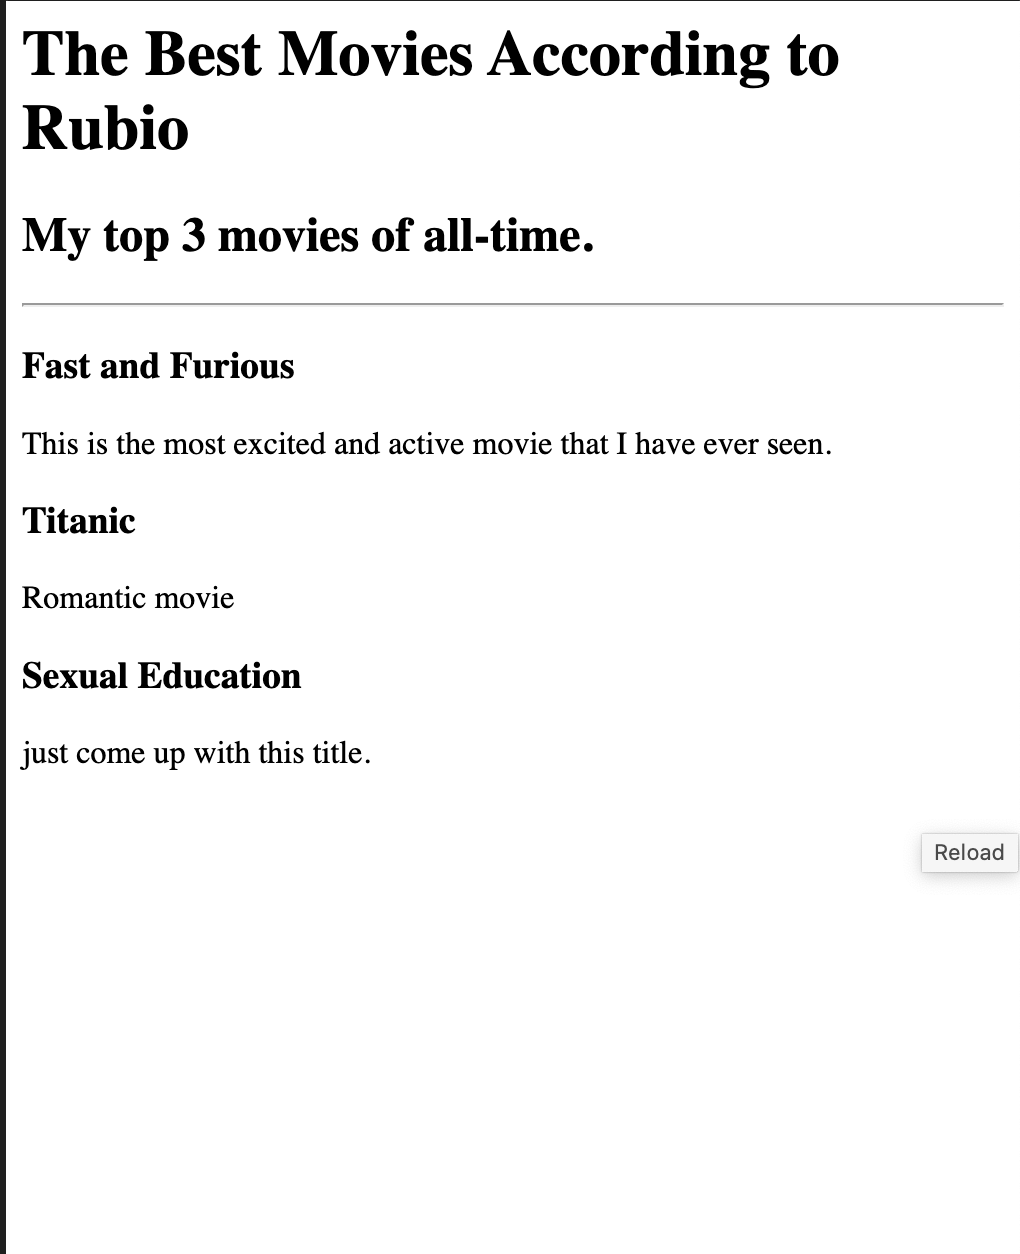 The Best Movies According to
Rubio
My top 3 movies of all-time.
Fast and Furious
This is the most excited and active movie that I have ever seen.
Titanic
Romantic movie
Sexual Education
just come up with this title.
Reload